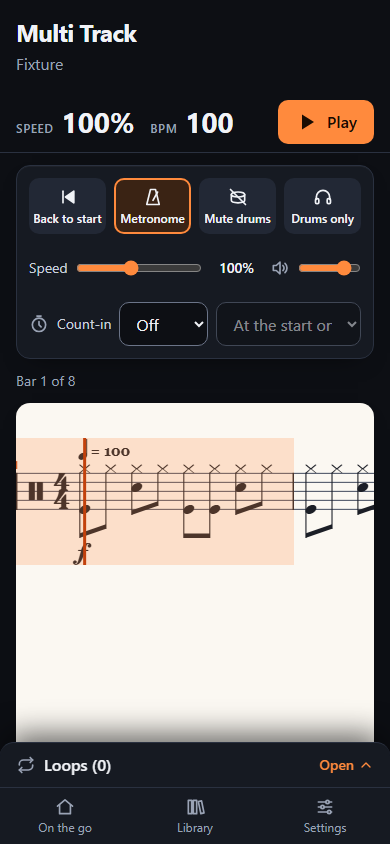 Multi Track
Fixture
SPEED 100% BPM 100 Play
Back to start Metronome Mute drums Drums only
Speed 100%
Count-in Off At the start or
Bar 1 of 8
= 100
4
4
f
Loops (0) Open
On the go Library Settings